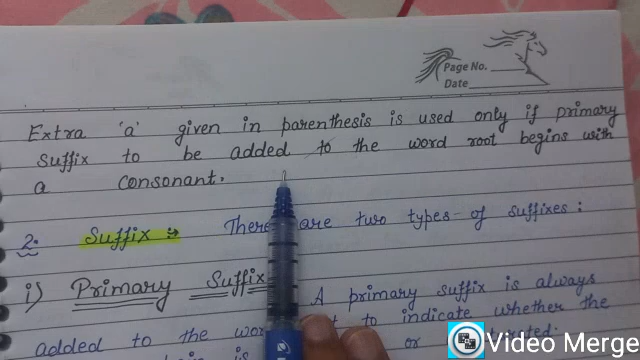 Page No.
Date
Extra 'a' given in parenthesis is used only if primary
suffix to be added to the word root begins with
a consonant.
2. Suffix :→ There are two types of suffixes :
i) Primary Suffix A primary suffix is always
added to the to indicate whether the
is or
Video Merge